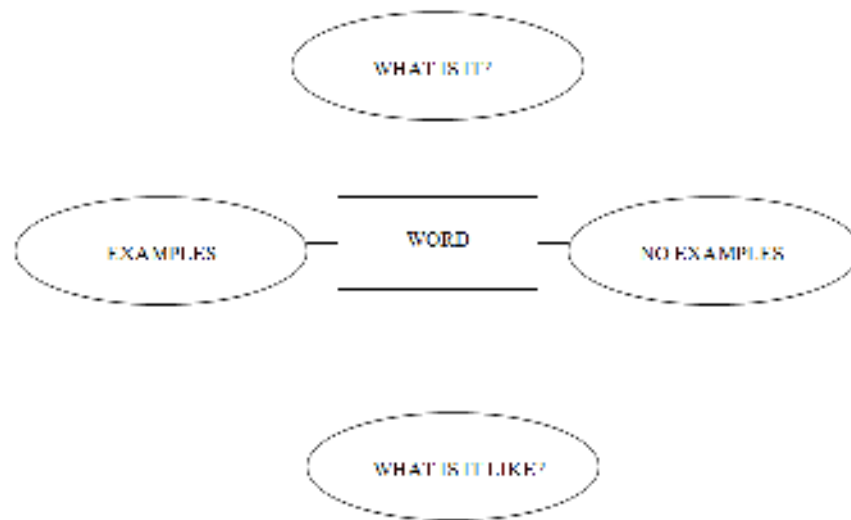 WHAT IS IT?
EXAMPLES
WORD
NO EXAMPLES
WHAT IS IT LIKE?